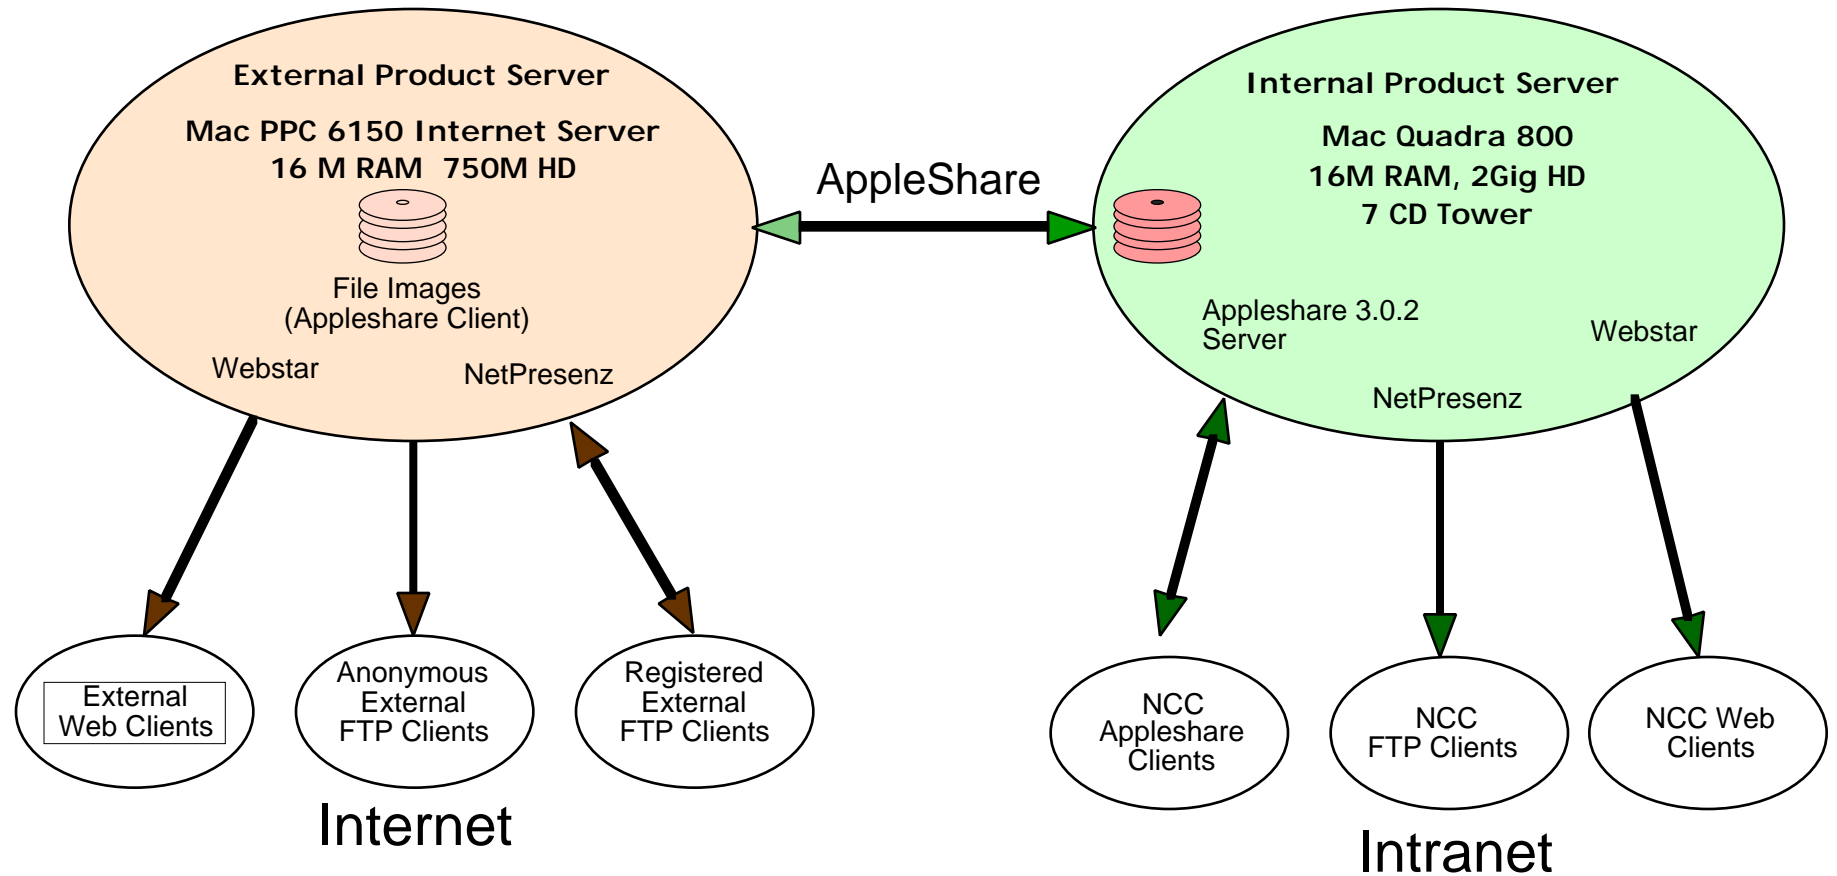 External Product Server
Mac PPC 6150 Internet Server
16 M RAM  750M HD
File Images
(Appleshare Client)
Webstar
NetPresenz
AppleShare
Internal Product Server
Mac Quadra 800
16M RAM, 2Gig HD
7 CD Tower
Appleshare 3.0.2
Server
Webstar
NetPresenz
External
Web Clients
Anonymous
External
FTP Clients
Registered
External
FTP Clients
Internet
NCC
Appleshare
Clients
NCC
FTP Clients
NCC Web
Clients
Intranet